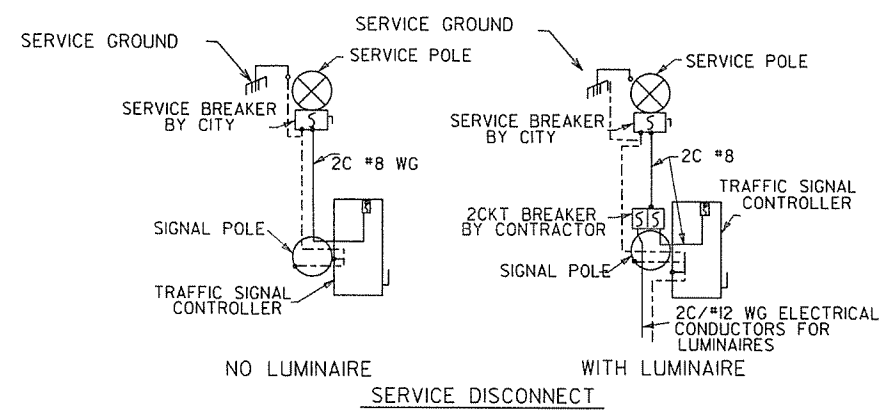 SERVICE GROUND
SERVICE POLE
SERVICE BREAKER
BY CITY
2C #8 WG
SIGNAL POLE
TRAFFIC SIGNAL
CONTROLLER
NO LUMINAIRE
SERVICE GROUND
SERVICE POLE
SERVICE BREAKER
BY CITY
2C #8
TRAFFIC SIGNAL
CONTROLLER
2CKT BREAKER
BY CONTRACTOR
SIGNAL POLE
2C/#12 WG ELECTRICAL
CONDUCTORS FOR
LUMINAIRES
WITH LUMINAIRE
SERVICE DISCONNECT